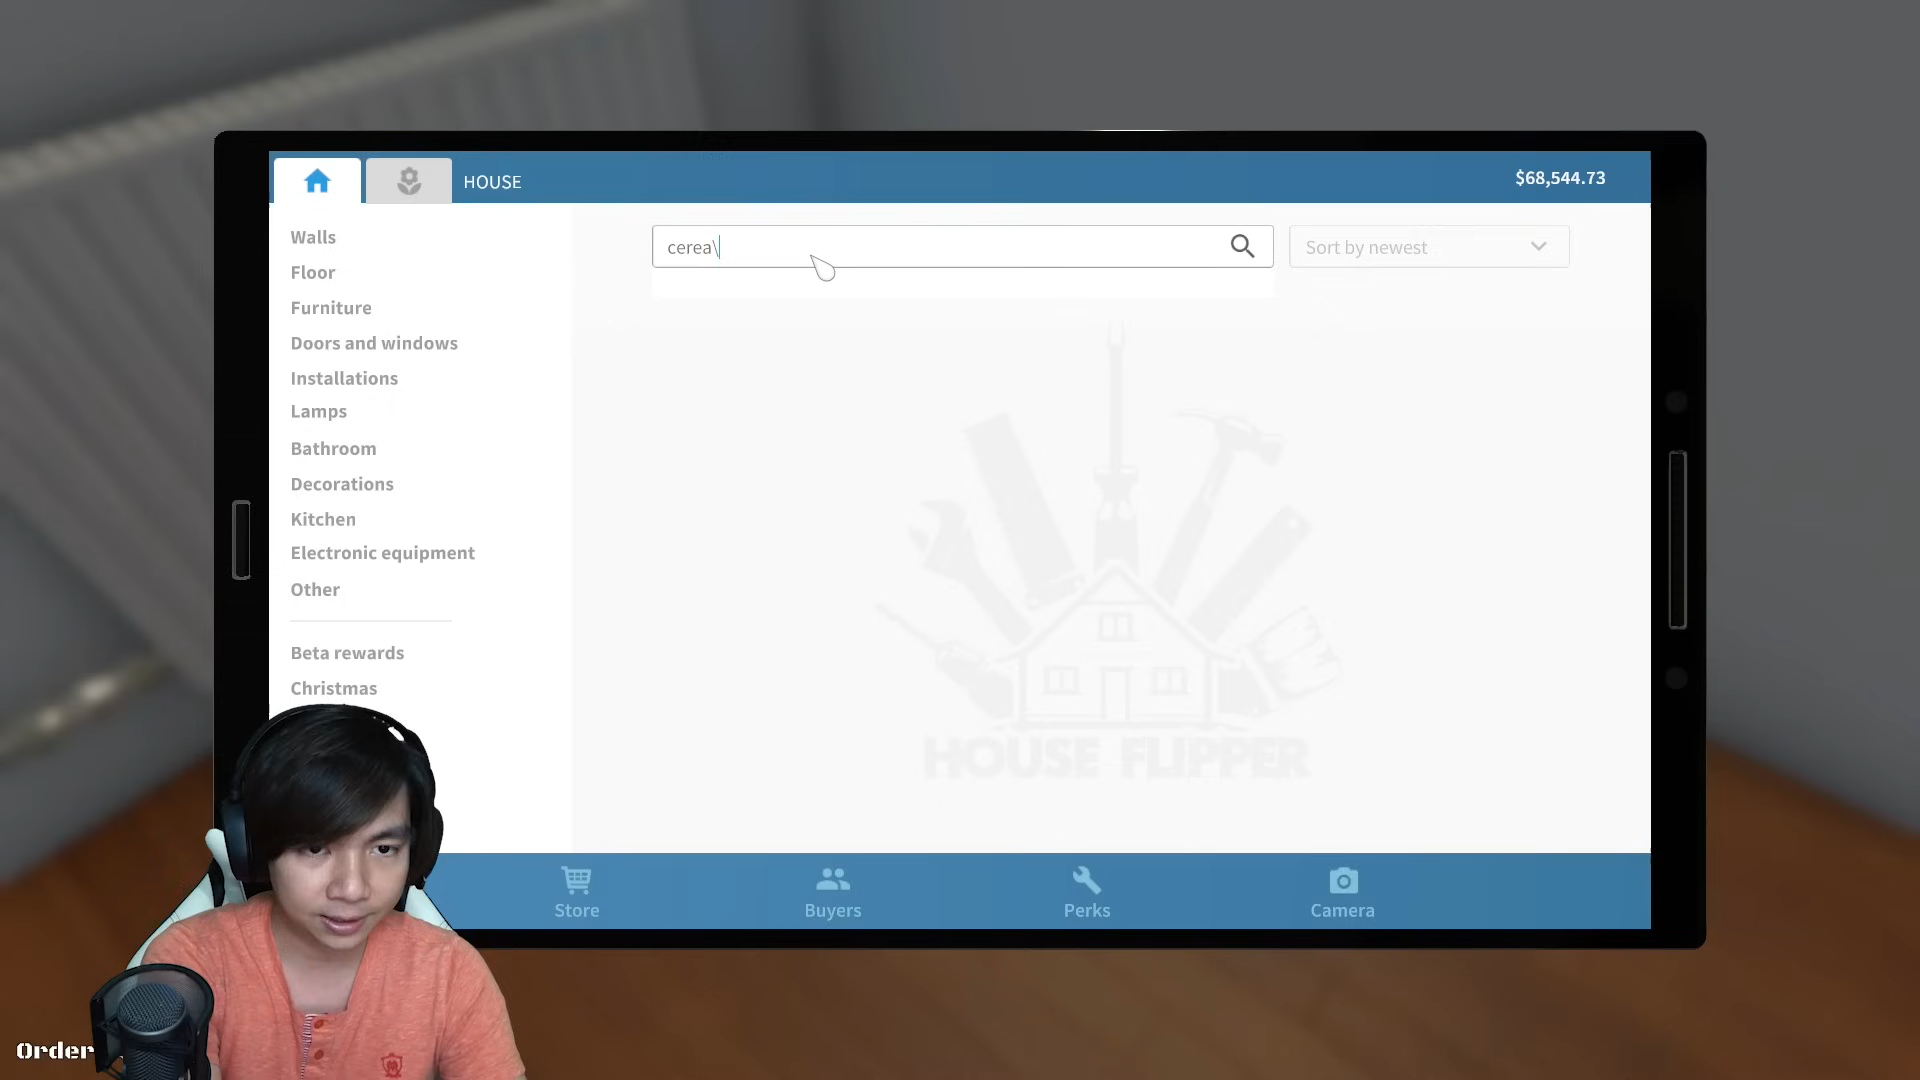 HOUSE
$68,544.73
cerea\
Sort by newest
Walls
Floor
Furniture
Doors and windows
Installations
Lamps
Bathroom
Decorations
Kitchen
Electronic equipment
Other
Beta rewards
Christmas
HOUSE FLIPPER
Store
Buyers
Perks
Camera
Order